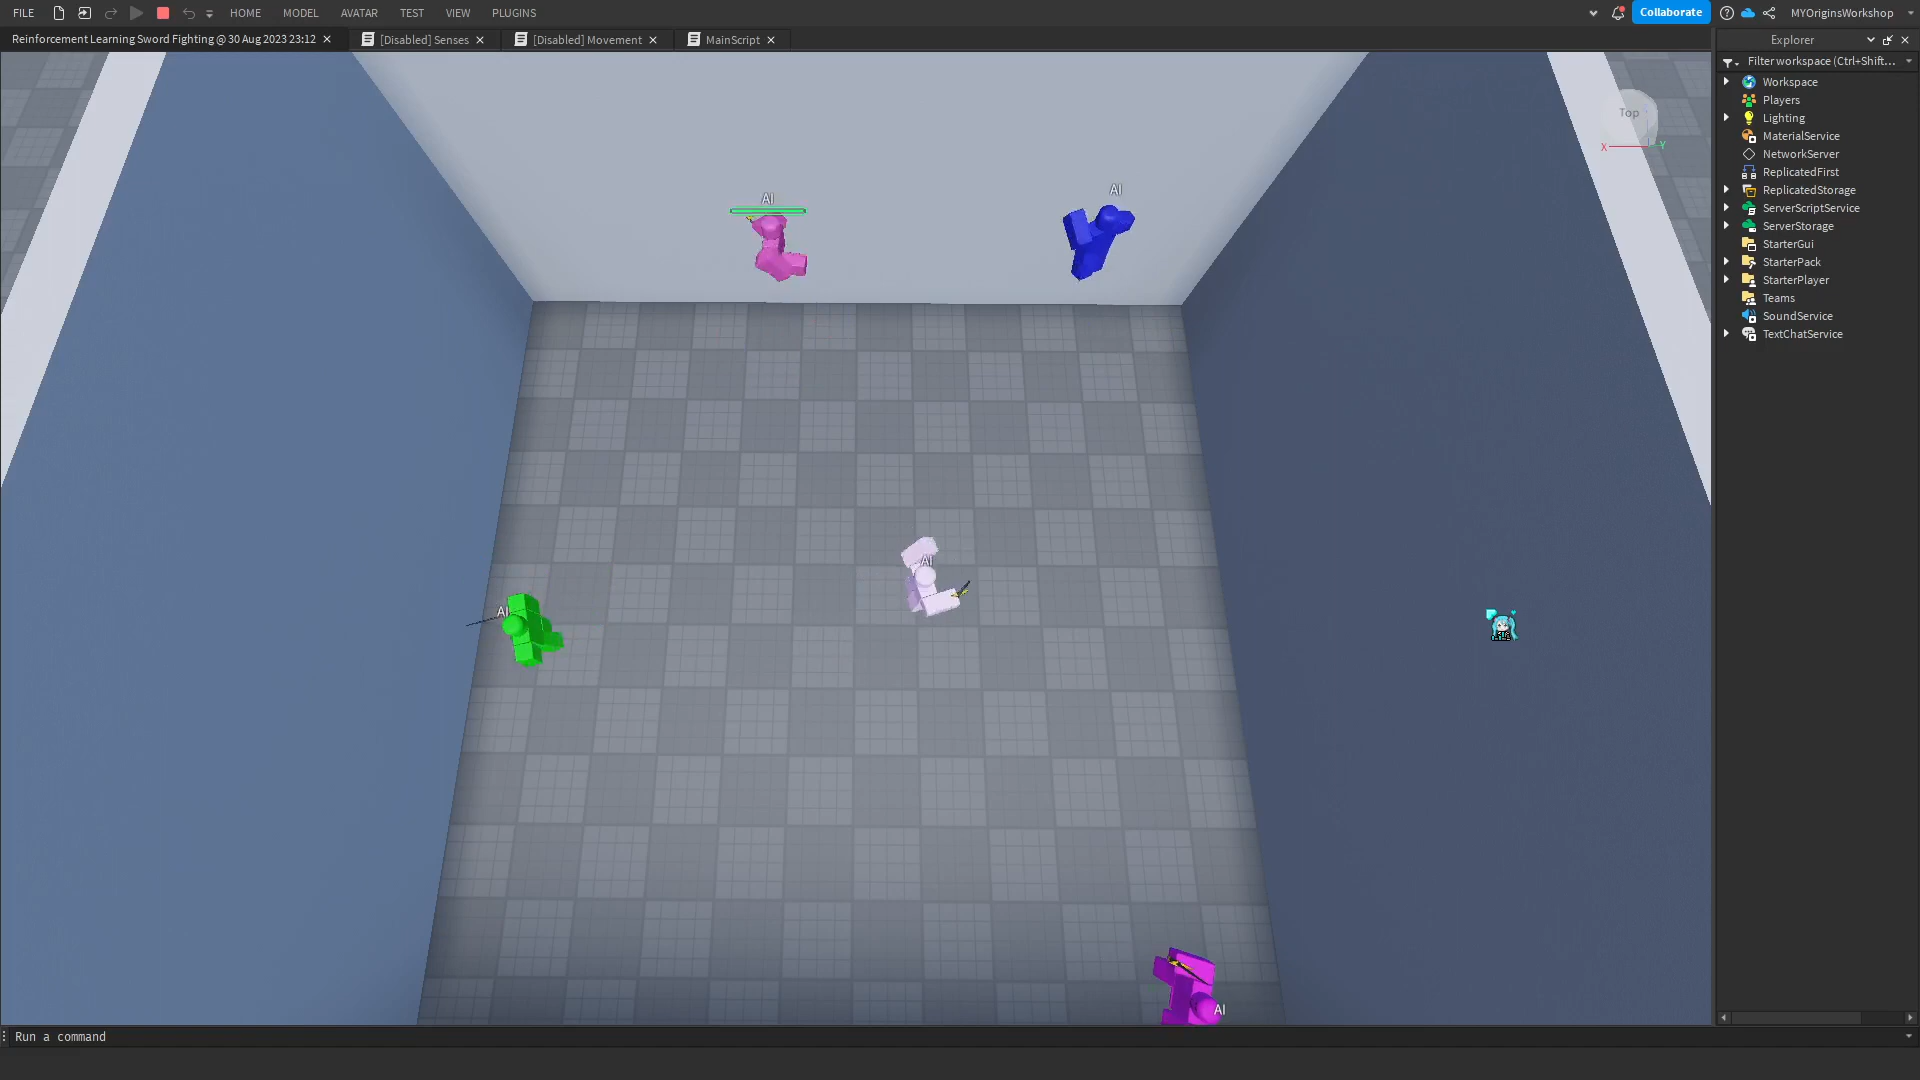 FILE HOME MODEL AVATAR TEST VIEW PLUGINS Collaborate MYOriginsWorkshop
Reinforcement Learning Sword Fighting @ 30 Aug 2023 23:12 [Disabled] Senses [Disabled] Movement MainScript Explorer
Filter workspace (Ctrl+Shift...
Workspace
Players
Lighting
MaterialService
NetworkServer
ReplicatedFirst
ReplicatedStorage
ServerScriptService
ServerStorage
StarterGui
StarterPack
StarterPlayer
Teams
SoundService
TextChatService
Top
X Y
AI
AI
AI
AI
AI
Run a command